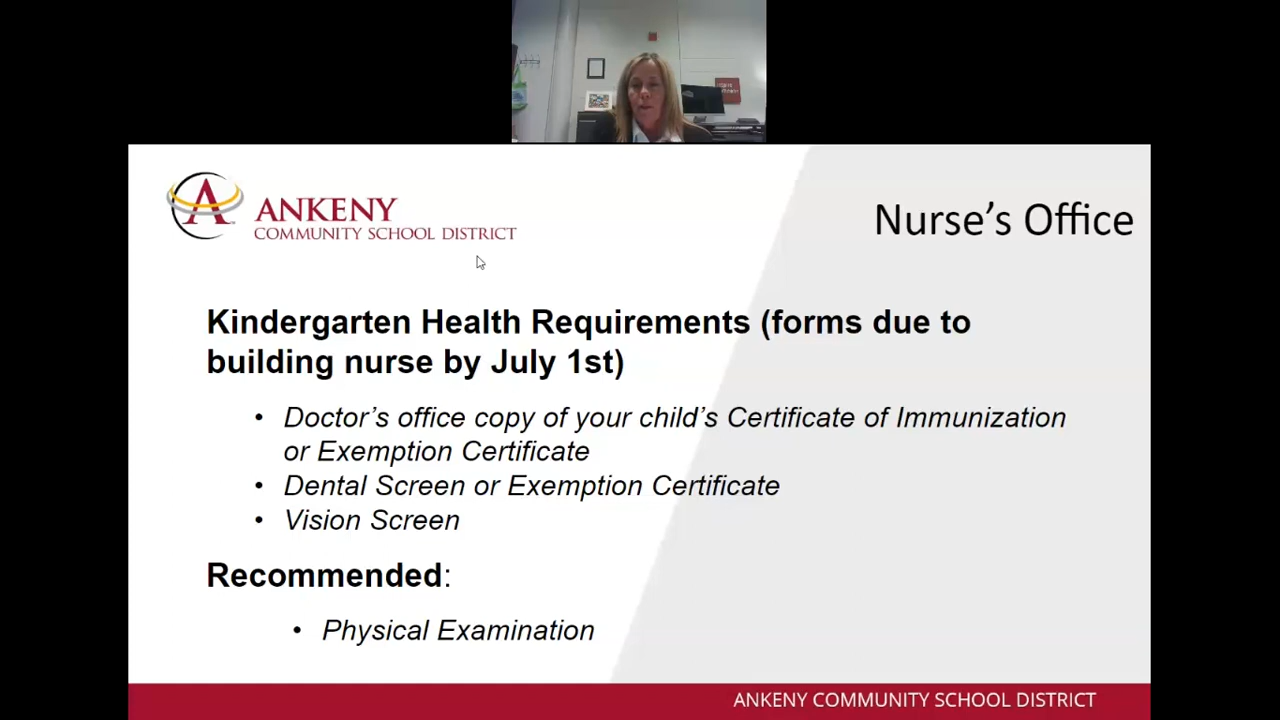 ANKENY
COMMUNITY SCHOOL DISTRICT
Nurse’s Office
Kindergarten Health Requirements (forms due to
building nurse by July 1st)
• Doctor’s office copy of your child’s Certificate of Immunization
or Exemption Certificate
• Dental Screen or Exemption Certificate
• Vision Screen
Recommended:
• Physical Examination
ANKENY COMMUNITY SCHOOL DISTRICT